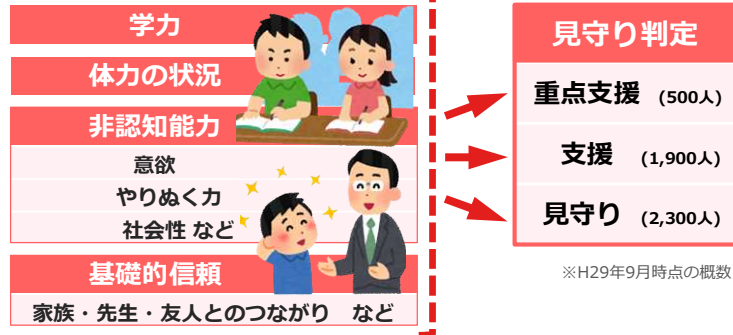 学力
体力の状況
非認知能力
意欲
やりぬく力
社会性 など
基礎的信頼
家族・先生・友人とのつながり など
見守り判定
重点支援 (500人)
支援 (1,900人)
見守り (2,300人)
※H29年9月時点の概数